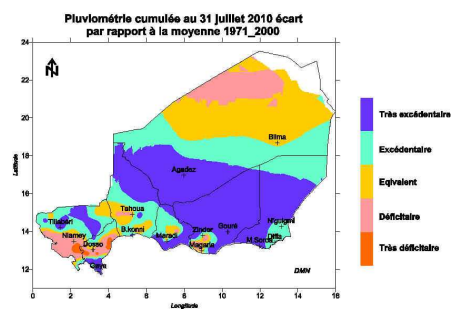 Pluviométrie cumulée au 31 juillet 2010 écart
par rapport à la moyenne 1971_2000
24
22
20
18
16
14
12
Latitude
N
Bilma
Agadez
Tahoua
Tillabéri
N'guigmi
Niamey
B.konni
Maradi
Zinder
Gouré
Diffa
Dosso
Magaria
M.Soroa
Gaya
DMN
0
2
4
6
8
10
12
14
16
Longitude
Très excédentaire
Excédentaire
Eqivalent
Déficitaire
Très déficitaire